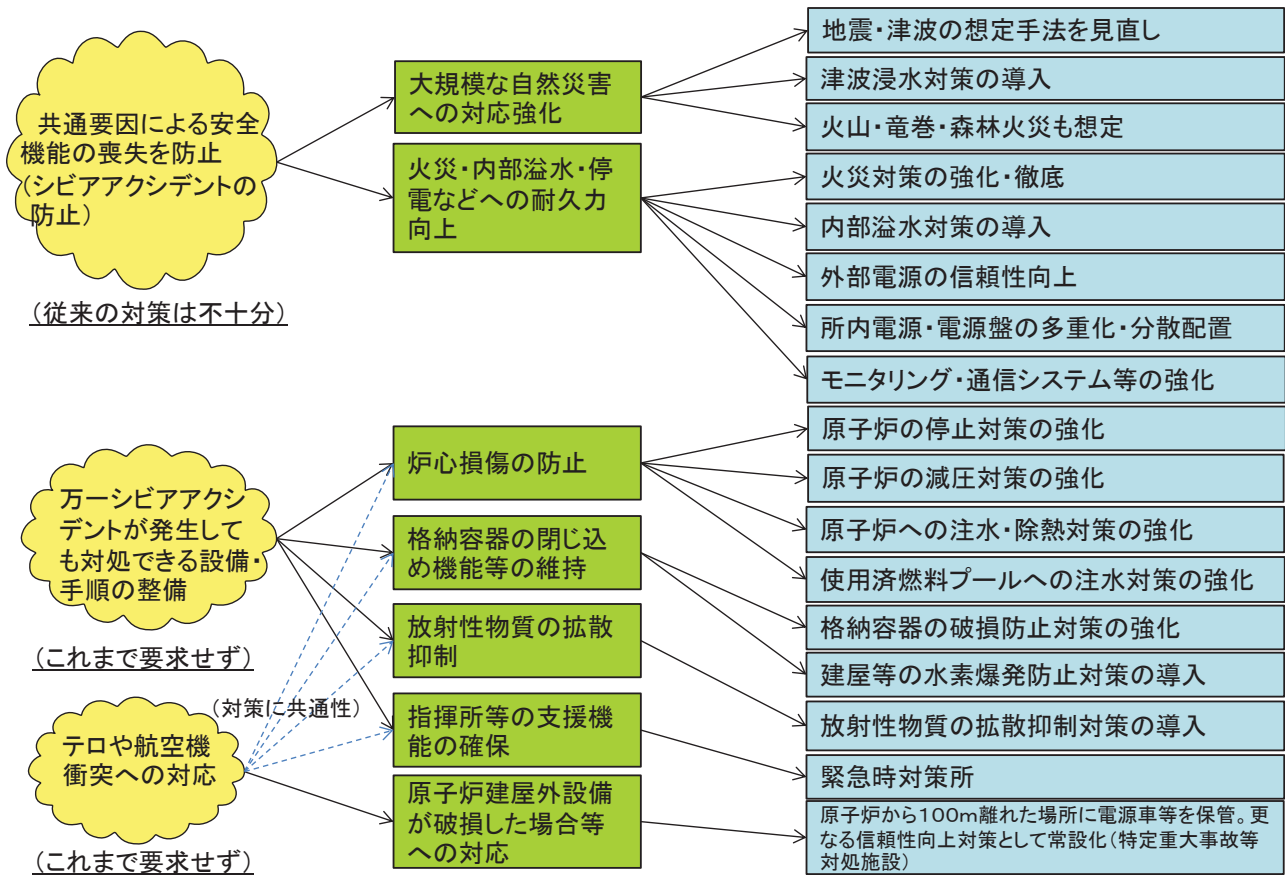 共通要因による安全
機能の喪失を防止
(シビアアクシデントの
防止)
(従来の対策は不十分)
大規模な自然災害
への対応強化
火災・内部溢水・停
電などへの耐久力
向上
地震・津波の想定手法を見直し
津波浸水対策の導入
火山・竜巻・森林火災も想定
火災対策の強化・徹底
内部溢水対策の導入
外部電源の信頼性向上
所内電源・電源盤の多重化・分散配置
モニタリング・通信システム等の強化
万一シビアアクシ
デントが発生して
も対処できる設備・
手順の整備
(これまで要求せず)
炉心損傷の防止
格納容器の閉じ込
め機能等の維持
放射性物質の拡散
抑制
指揮所等の支援機
能の確保
原子炉の停止対策の強化
原子炉の減圧対策の強化
原子炉への注水・除熱対策の強化
使用済燃料プールへの注水対策の強化
格納容器の破損防止対策の強化
建屋等の水素爆発防止対策の導入
放射性物質の拡散抑制対策の導入
緊急時対策所
(対策に共通性)
テロや航空機
衝突への対応
(これまで要求せず)
原子炉建屋外設備
が破損した場合等
への対応
原子炉から100m離れた場所に電源車等を保管。更
なる信頼性向上対策として常設化(特定重大事故等
対処施設)